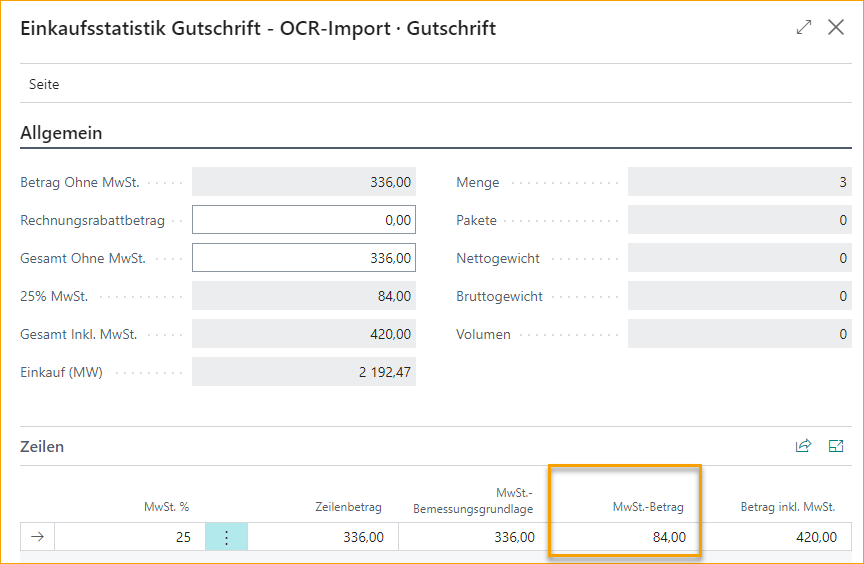 Einkaufsstatistik Gutschrift - OCR-Import · Gutschrift
Seite
Allgemein
Betrag Ohne MwSt. 336,00
Rechnungsrabattbetrag 0,00
Gesamt Ohne MwSt. 336,00
25% MwSt. 84,00
Gesamt Inkl. MwSt. 420,00
Einkauf (MW) 2 192,47
Menge 3
Pakete 0
Nettogewicht 0
Bruttogewicht 0
Volumen 0
Zeilen
MwSt. % Zeilenbetrag MwSt.-Bemessungsgrundlage MwSt.-Betrag Betrag inkl. MwSt.
25 336,00 336,00 84,00 420,00